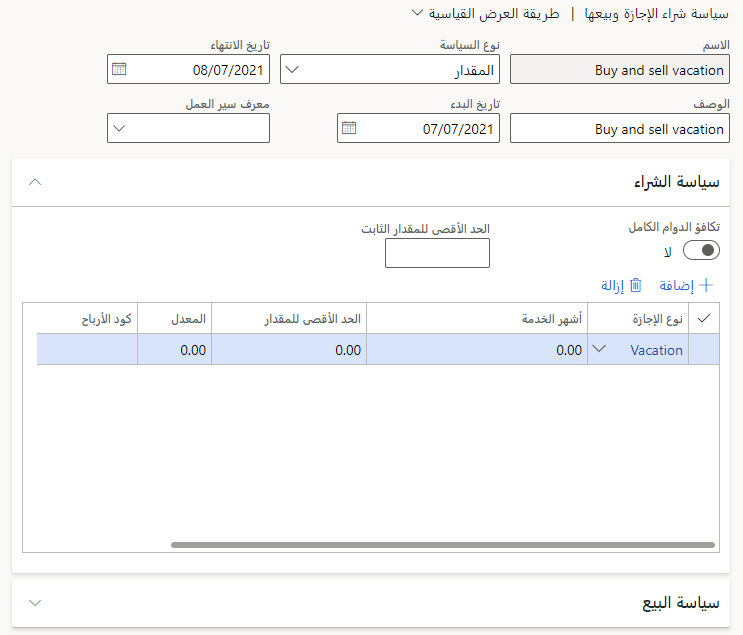 سياسة شراء الإجازة وبيعها | طريقة العرض القياسية
الاسم نوع السياسة تاريخ الانتهاء
Buy and sell vacation المقدار 08/07/2021
الوصف تاريخ البدء معرف سير العمل
Buy and sell vacation 07/07/2021
سياسة الشراء
تكافؤ الدوام الكامل الحد الأقصى للمقدار الثابت
لا
إضافة إزالة
نوع الإجازة أشهر الخدمة الحد الأقصى للمقدار المعدل كود الأرباح
Vacation 0.00 0.00 0.00
سياسة البيع